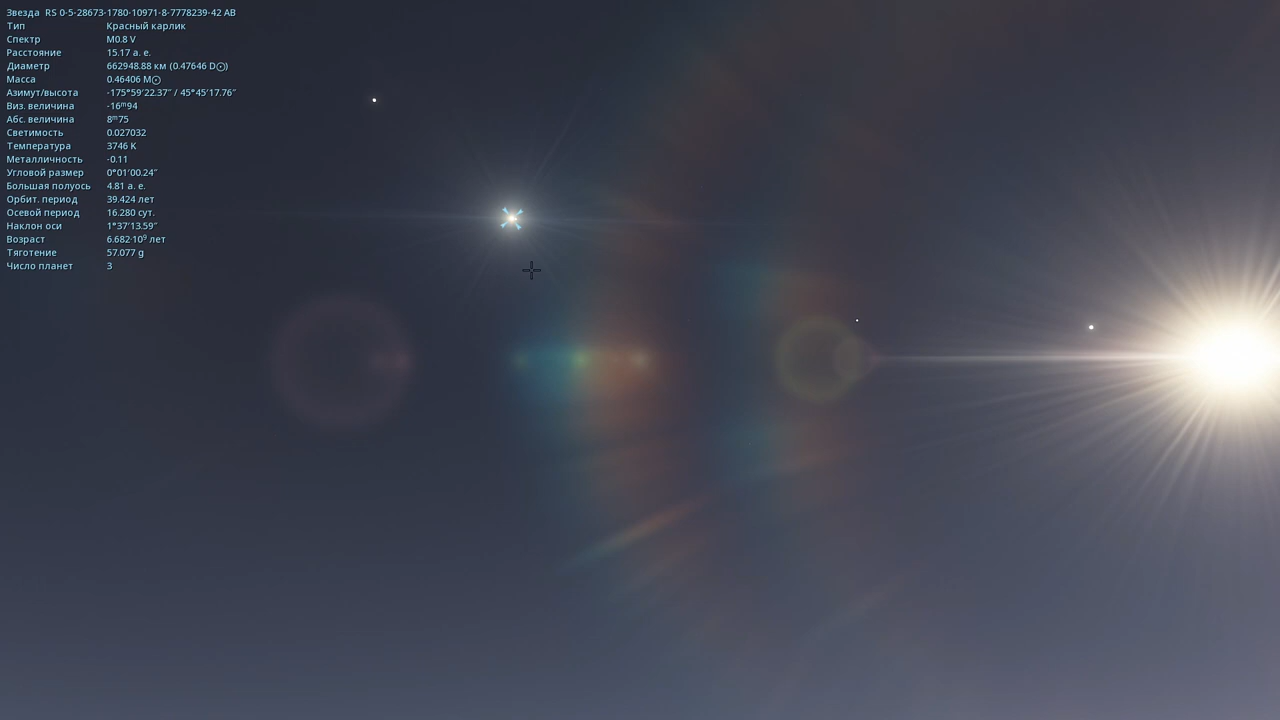 Звезда RS 0-5-28673-1780-10971-8-7778239-42 AB
Тип Красный карлик
Спектр M0.8 V
Расстояние 15.17 а. е.
Диаметр 662948.88 км (0.47646 D☉)
Масса 0.46406 M☉
Азимут/высота -175°59′22.37″ / 45°45′17.76″
Виз. величина -16ᵐ94
Абс. величина 8ᵐ75
Светимость 0.027032
Температура 3746 K
Металличность -0.11
Угловой размер 0°01′00.24″
Большая полуось 4.81 а. е.
Орбит. период 39.424 лет
Осевой период 16.280 сут.
Наклон оси 1°37′13.59″
Возраст 6.682·10⁹ лет
Тяготение 57.077 g
Число планет 3